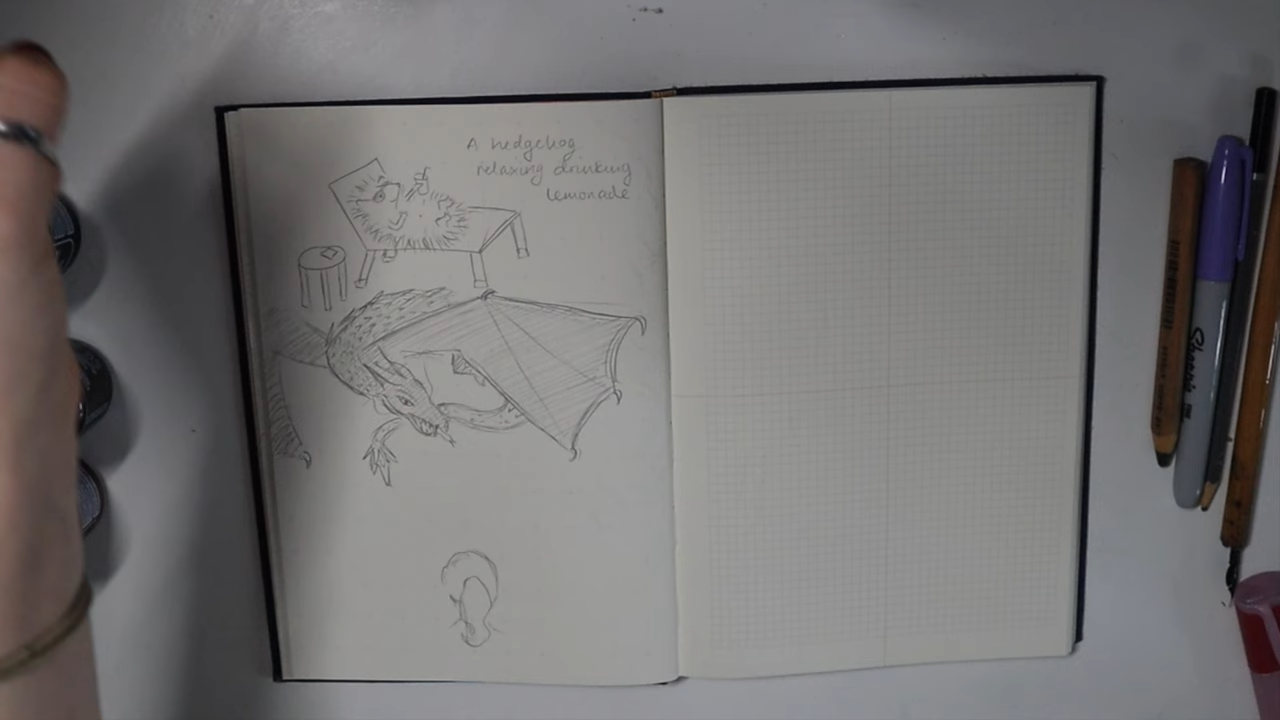 A hedgehog
relaxing drinking
lemonade
Sharpie